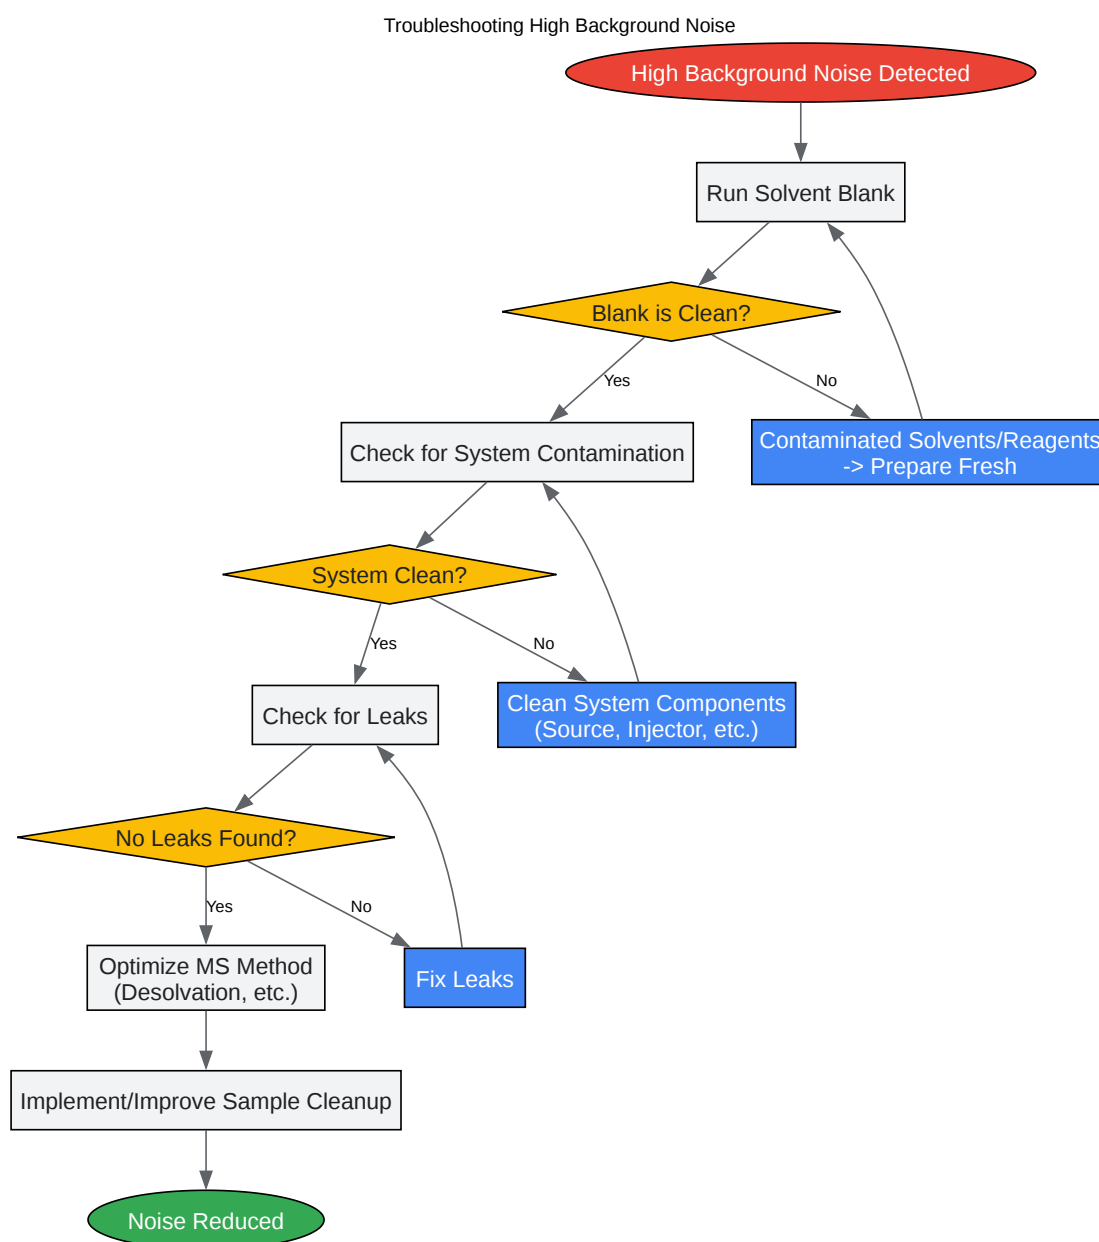 Troubleshooting High Background Noise
High Background Noise Detected
Run Solvent Blank
Blank is Clean?
Yes
No
Check for System Contamination
Contaminated Solvents/Reagents
-> Prepare Fresh
System Clean?
Yes
No
Check for Leaks
Clean System Components
(Source, Injector, etc.)
No Leaks Found?
Yes
No
Optimize MS Method
(Desolvation, etc.)
Fix Leaks
Implement/Improve Sample Cleanup
Noise Reduced